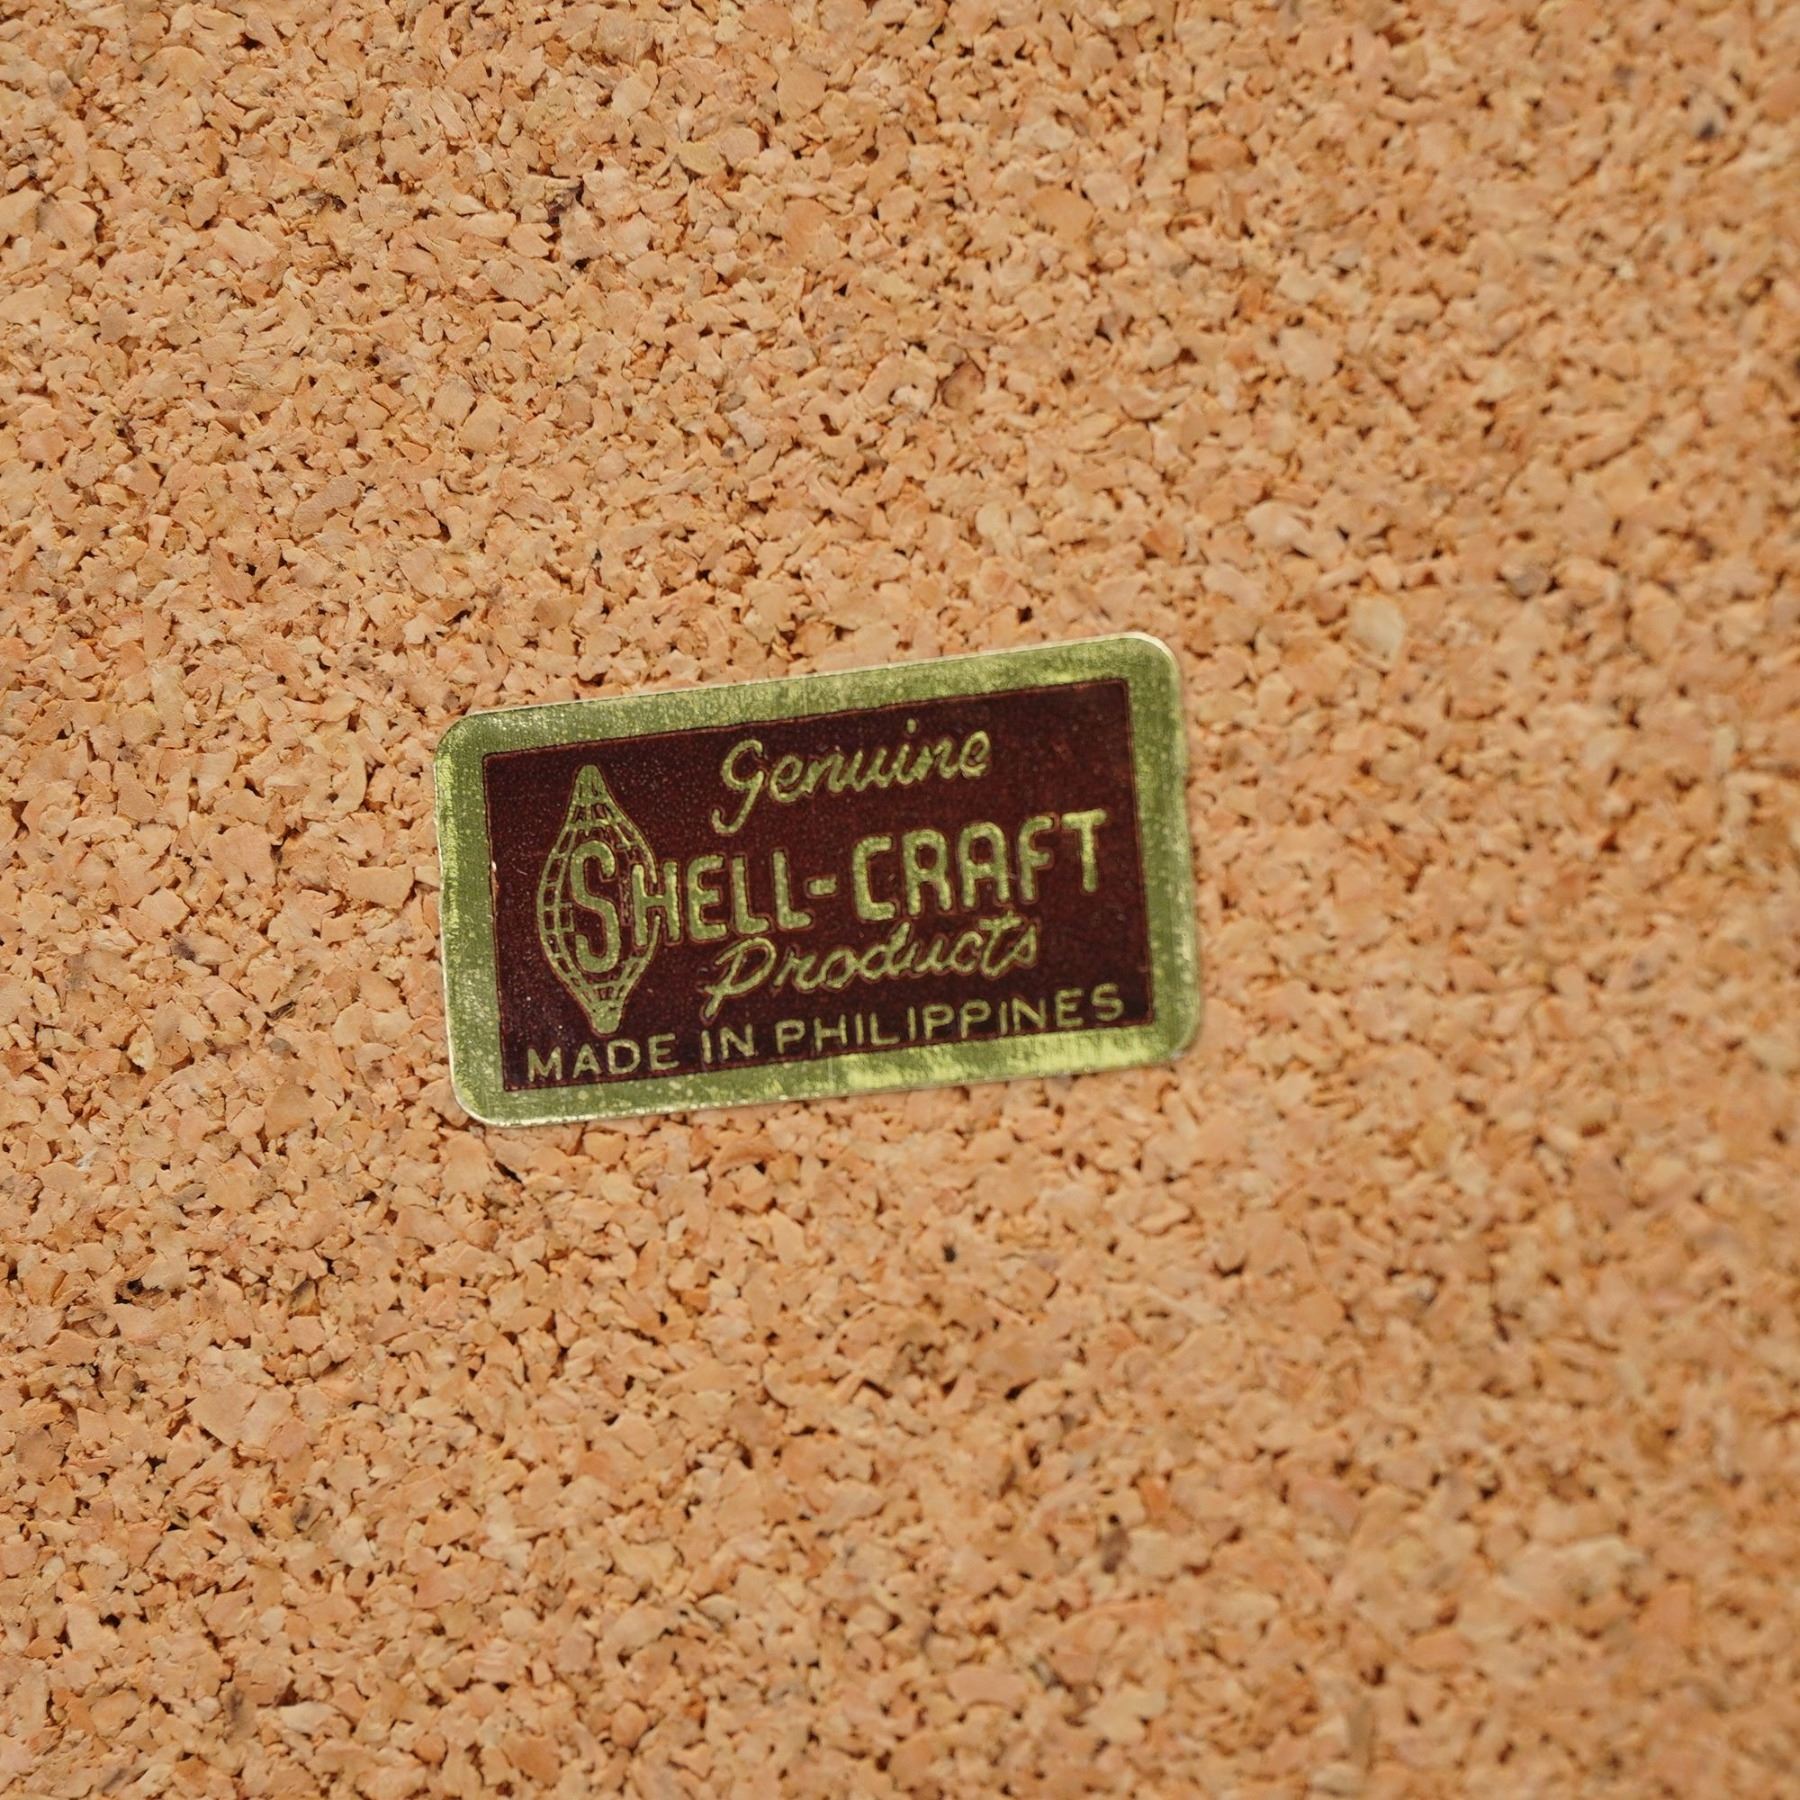 Genuine
SHELL-CRAFT
Products
MADE IN PHILIPPINES